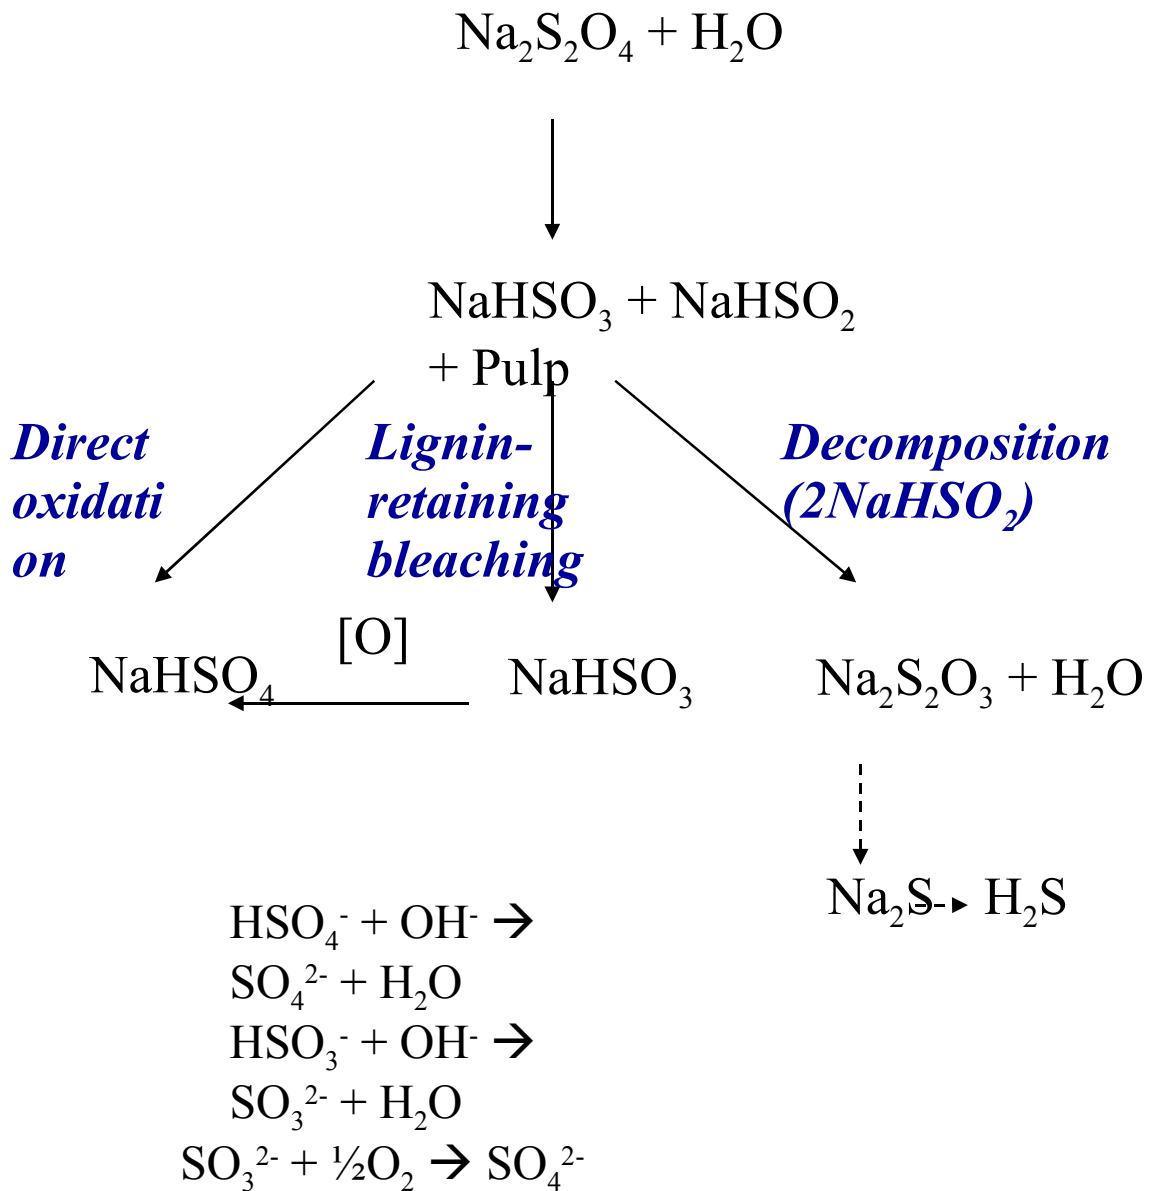 Na₂S₂O₄ + H₂O
NaHSO₃ + NaHSO₂
+ Pulp
Direct
oxidati
on
Lignin-
retaining
bleaching
Decomposition
(2NaHSO₂)
[O]
NaHSO₄
NaHSO₃
Na₂S₂O₃ + H₂O
Na₂S
H₂S
HSO₄⁻ + OH⁻ →
SO₄²⁻ + H₂O
HSO₃⁻ + OH⁻ →
SO₃²⁻ + H₂O
SO₃²⁻ + ½O₂ → SO₄²⁻